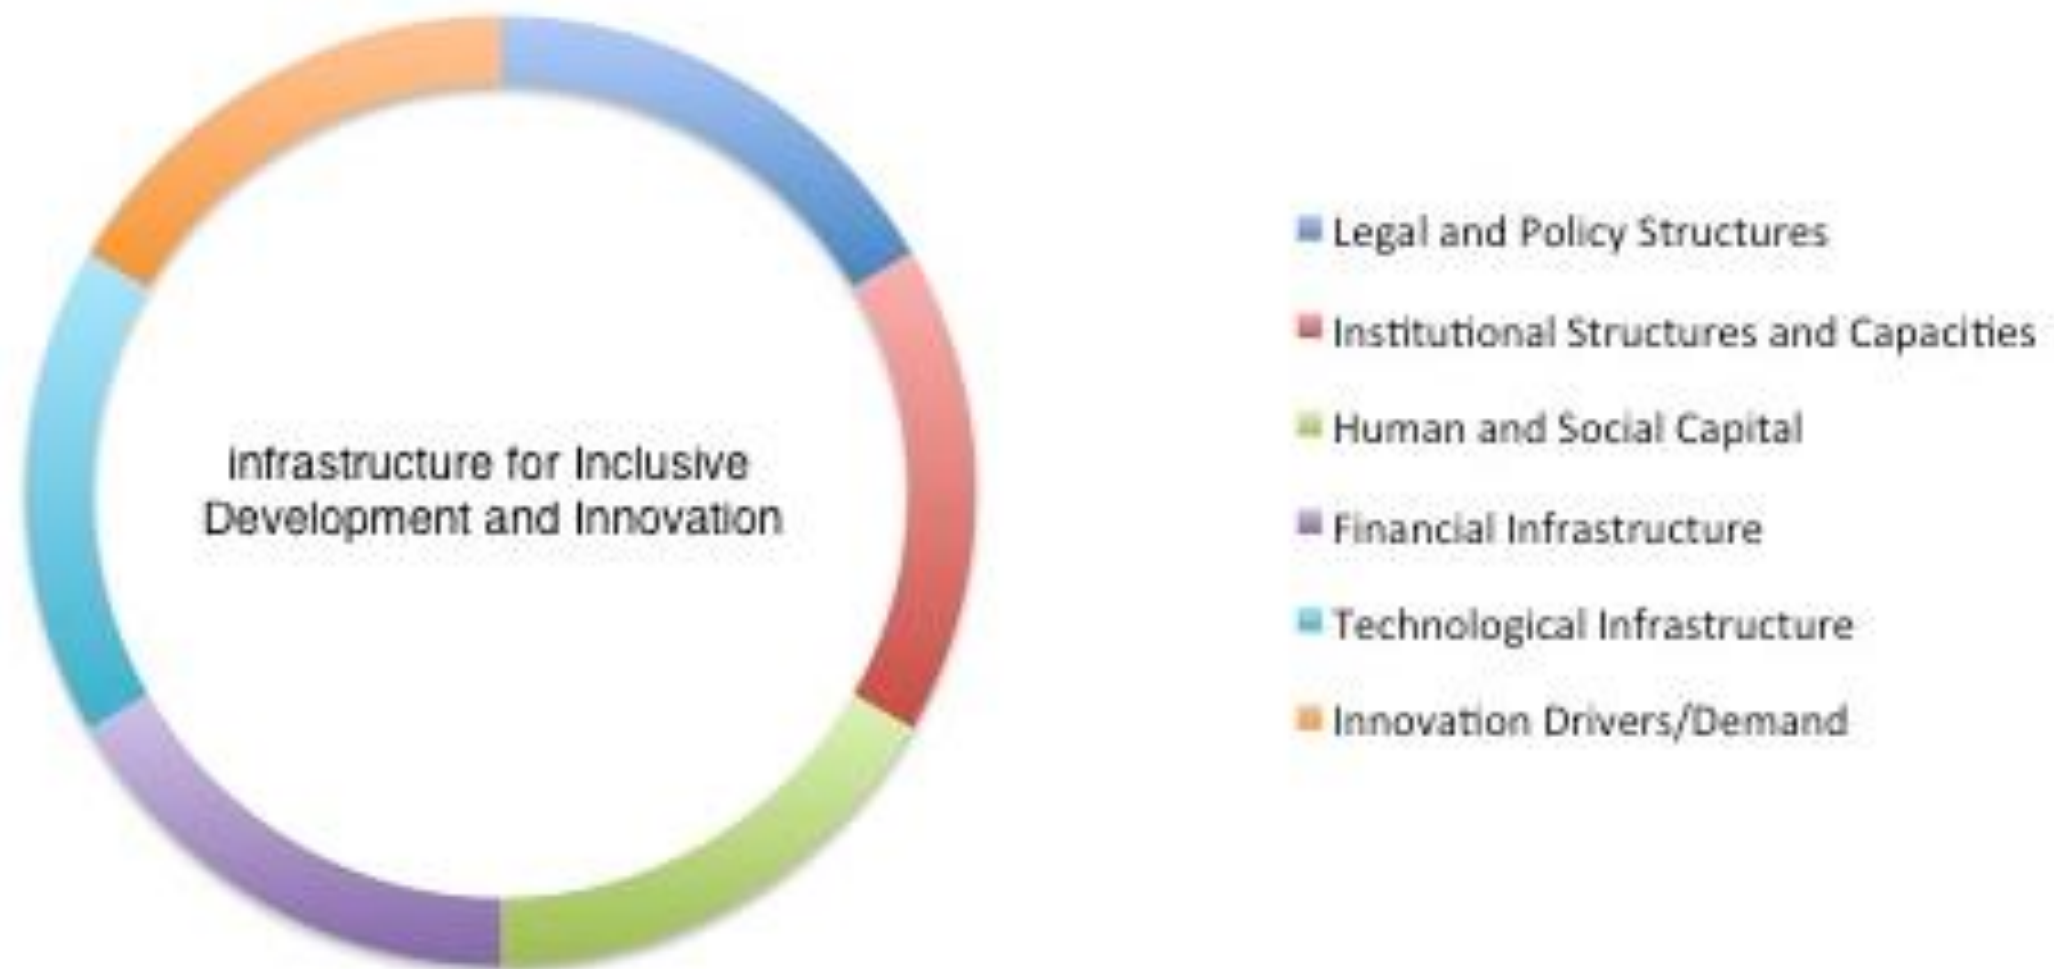 infrastructure for Inclusive
Development and Innovation
Legal and Policy Structures
Institutional Structures and Capacities
Human and Social Capital
Financial Infrastructure
Technological Infrastructure
Innovation Drivers/Demand